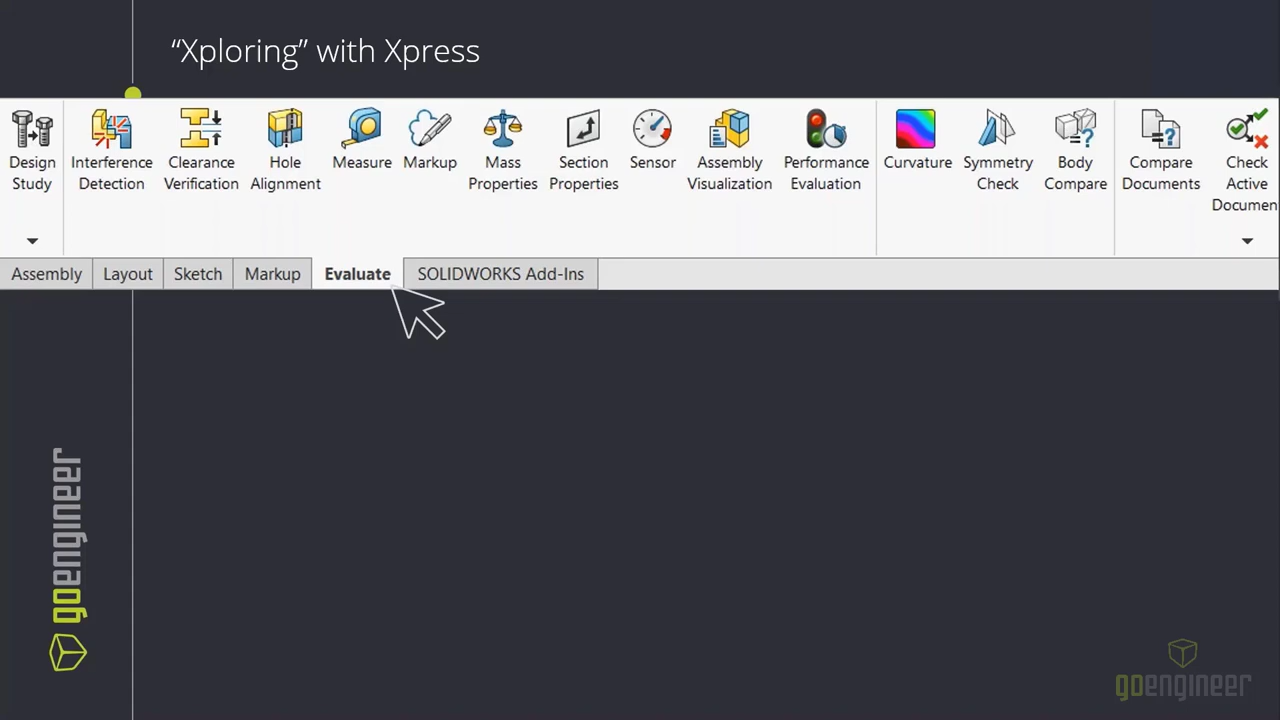 “Xploring” with Xpress
Design Study
Interference Detection
Clearance Verification
Hole Alignment
Measure
Markup
Mass Properties
Section Properties
Sensor
Assembly Visualization
Performance Evaluation
Curvature
Symmetry Check
Body Compare
Compare Documents
Check Active Documen
Assembly
Layout
Sketch
Markup
Evaluate
SOLIDWORKS Add-Ins
goengineer
goengineer